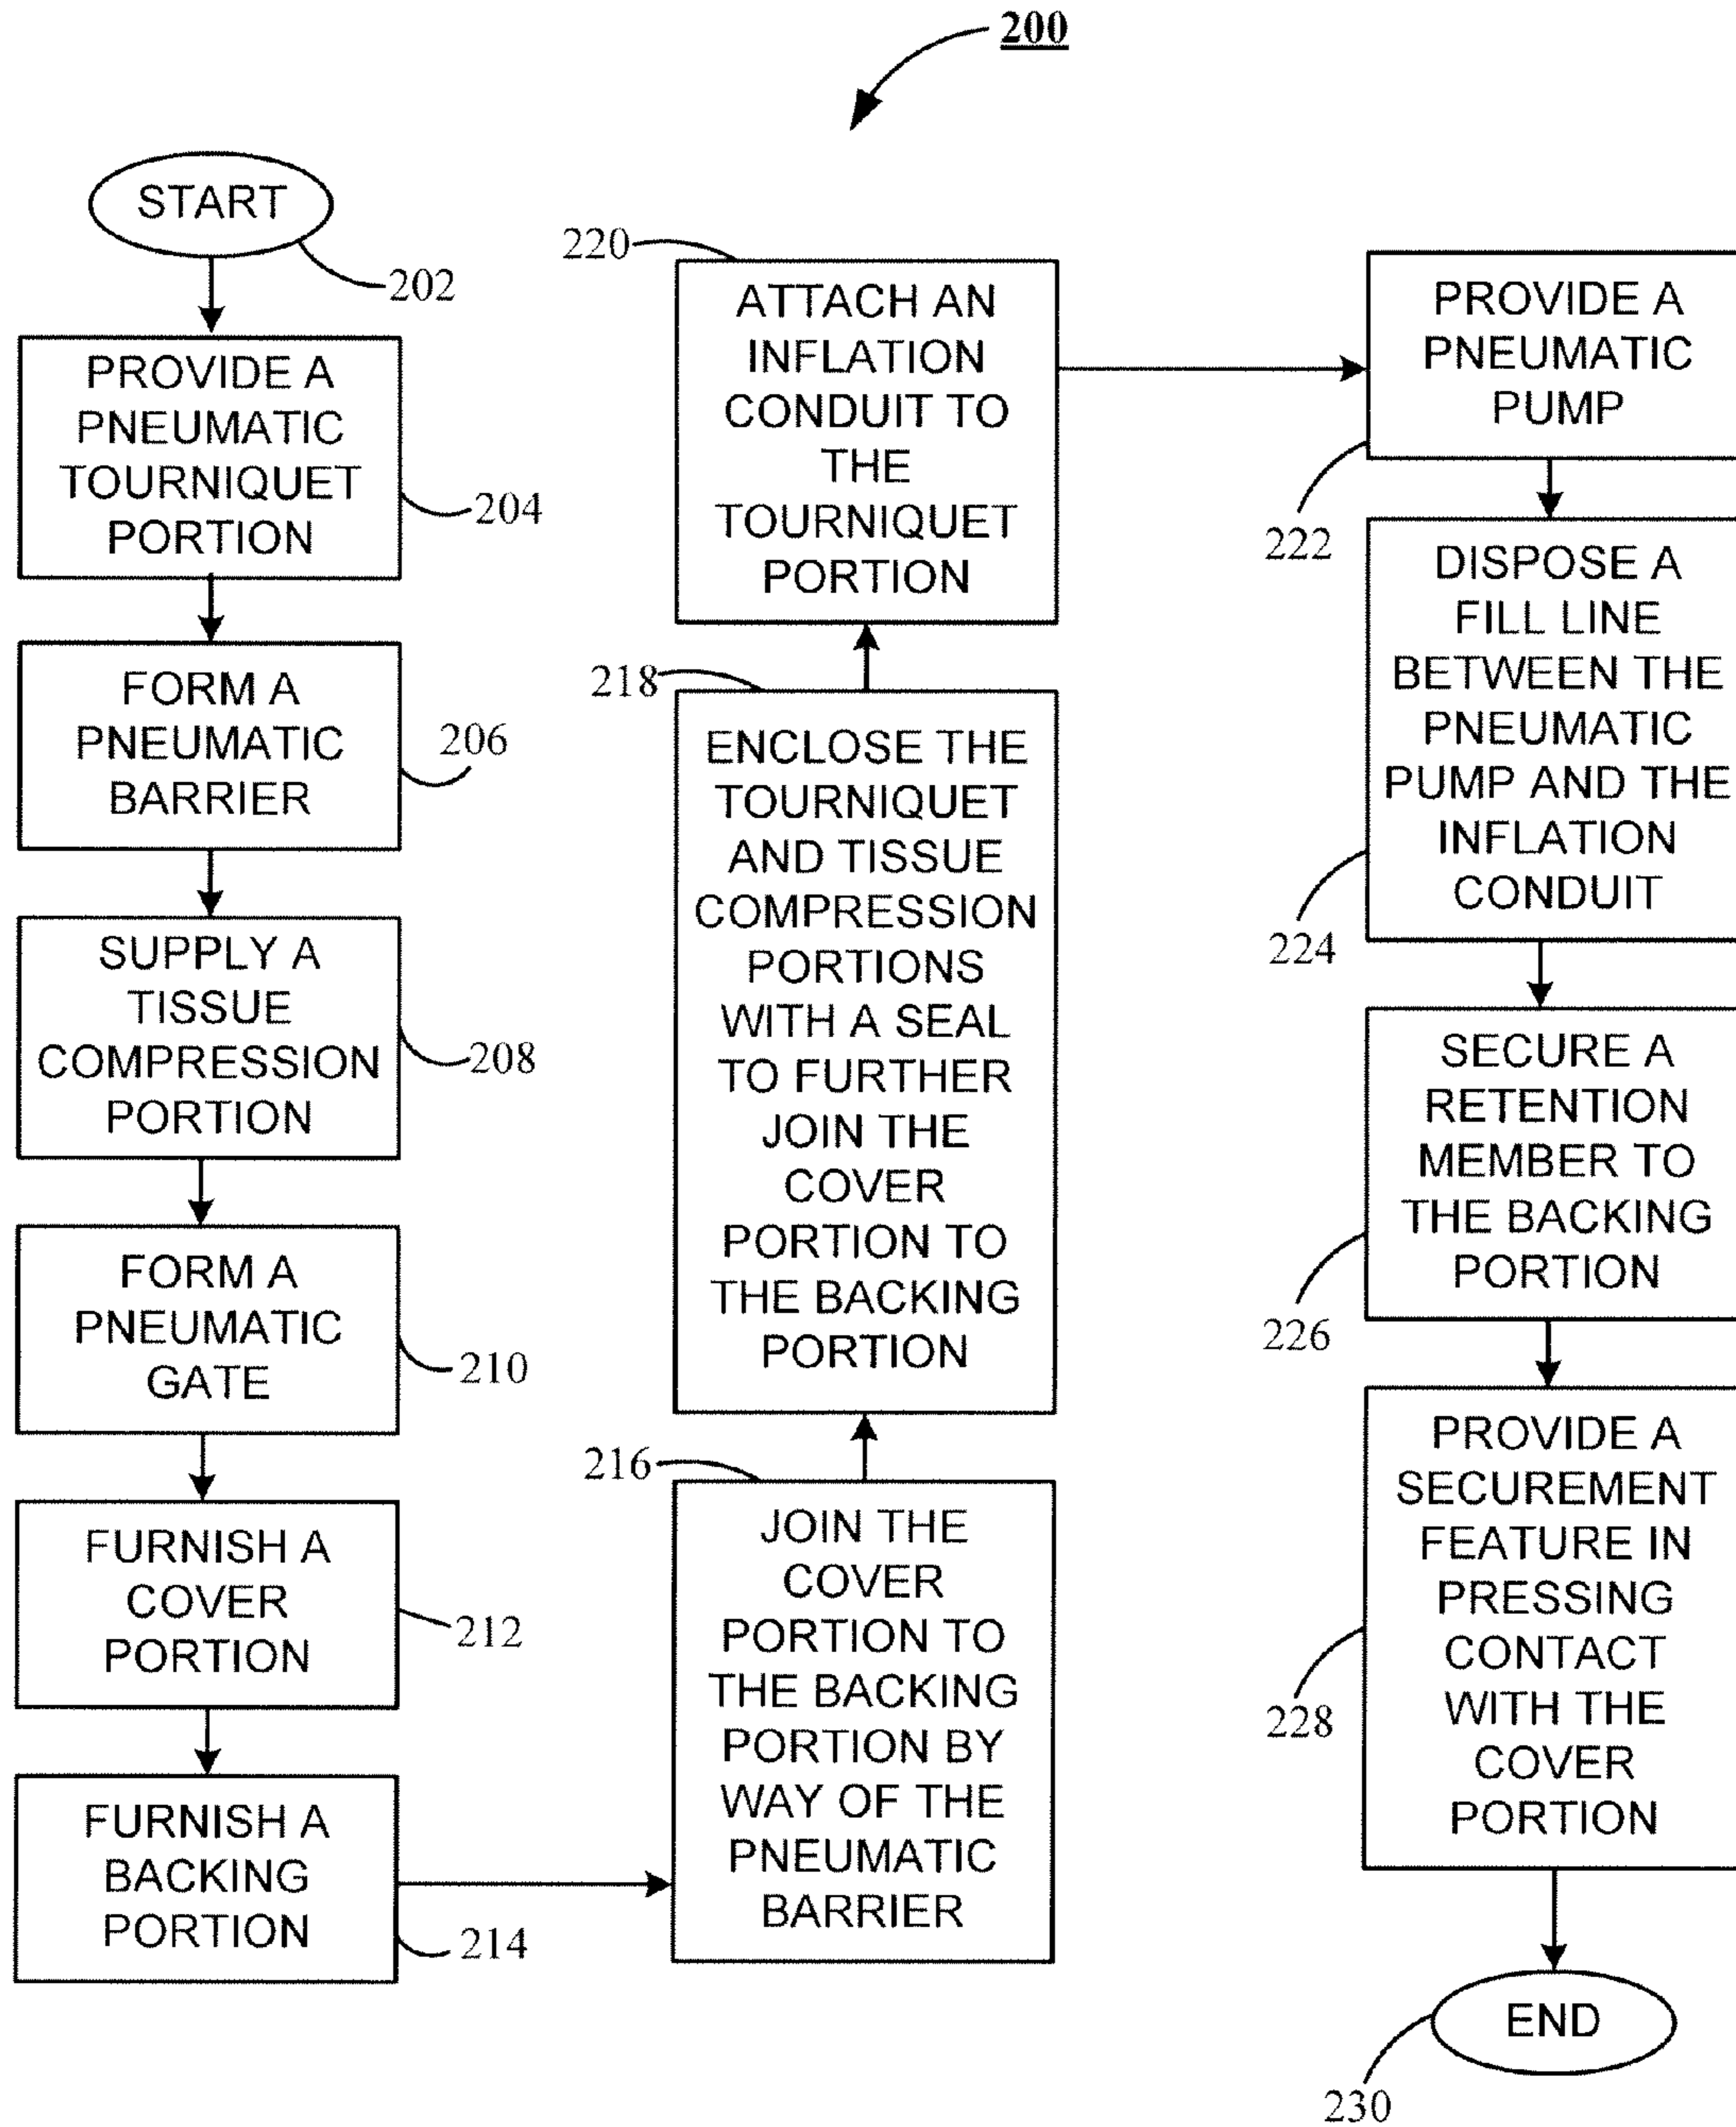 200
START
202
PROVIDE A
PNEUMATIC
TOURNIQUET
PORTION
204
FORM A
PNEUMATIC
BARRIER
206
SUPPLY A
TISSUE
COMPRESSION
PORTION
208
FORM A
PNEUMATIC
GATE
210
FURNISH A
COVER
PORTION
212
FURNISH A
BACKING
PORTION
214
216
JOIN THE
COVER
PORTION TO
THE BACKING
PORTION BY
WAY OF THE
PNEUMATIC
BARRIER
218
ENCLOSE THE
TOURNIQUET
AND TISSUE
COMPRESSION
PORTIONS
WITH A SEAL
TO FURTHER
JOIN THE
COVER
PORTION TO
THE BACKING
PORTION
220
ATTACH AN
INFLATION
CONDUIT TO
THE
TOURNIQUET
PORTION
PROVIDE A
PNEUMATIC
PUMP
222
DISPOSE A
FILL LINE
BETWEEN THE
PNEUMATIC
PUMP AND THE
INFLATION
CONDUIT
224
SECURE A
RETENTION
MEMBER TO
THE BACKING
PORTION
226
PROVIDE A
SECUREMENT
FEATURE IN
PRESSING
CONTACT
WITH THE
COVER
PORTION
228
END
230